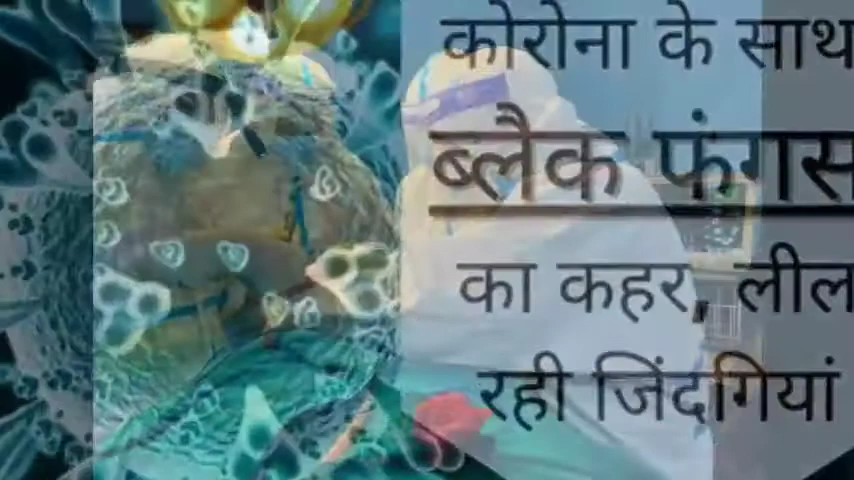 कोरोना के साथ
ब्लैक फंगस
का कहर, लील
रही जिंदगियां